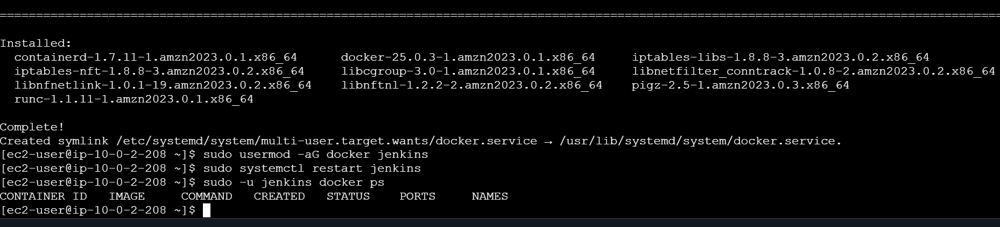 ================================================================================================================================
Installed:
  containerd-1.7.11-1.amzn2023.0.1.x86_64      docker-25.0.3-1.amzn2023.0.1.x86_64     iptables-libs-1.8.8-3.amzn2023.0.2.x86_64
  iptables-nft-1.8.8-3.amzn2023.0.2.x86_64     libcgroup-3.0-1.amzn2023.0.1.x86_64     libnetfilter_conntrack-1.0.8-2.amzn2023.0.2.x86_64
  libnfnetlink-1.0.1-19.amzn2023.0.2.x86_64    libnftnl-1.2.2-2.amzn2023.0.2.x86_64    pigz-2.5-1.amzn2023.0.3.x86_64
  runc-1.1.11-1.amzn2023.0.1.x86_64
Complete!
Created symlink /etc/systemd/system/multi-user.target.wants/docker.service → /usr/lib/systemd/system/docker.service.
[ec2-user@ip-10-0-2-208 ~]$ sudo usermod -aG docker jenkins
[ec2-user@ip-10-0-2-208 ~]$ sudo systemctl restart jenkins
[ec2-user@ip-10-0-2-208 ~]$ sudo -u jenkins docker ps
CONTAINER ID   IMAGE     COMMAND   CREATED   STATUS    PORTS     NAMES
[ec2-user@ip-10-0-2-208 ~]$